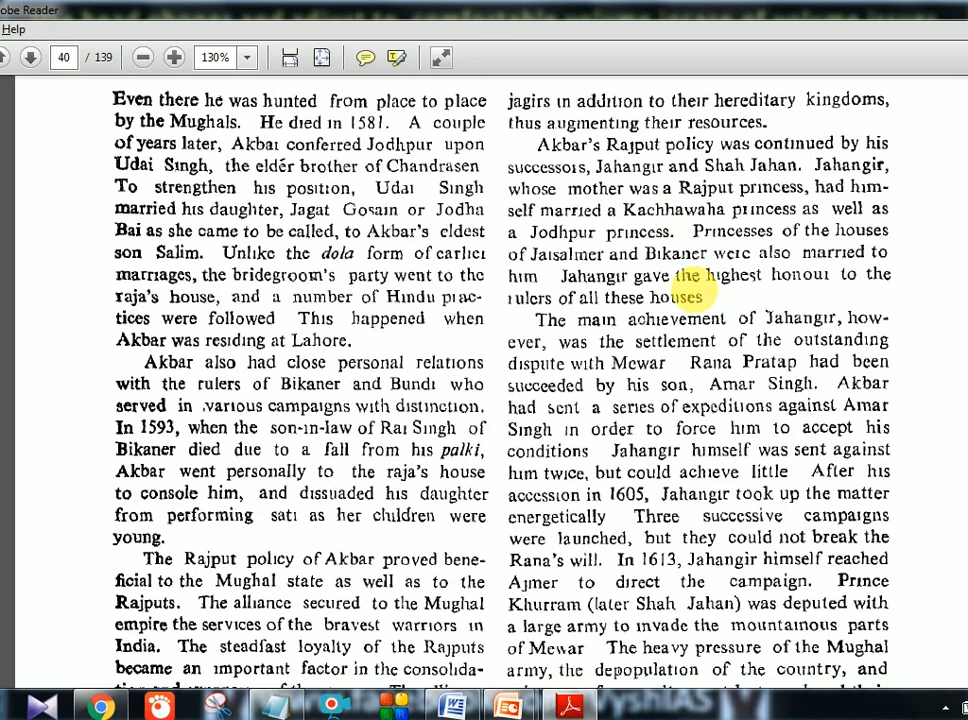 obe Reader
Help
40 / 139
130%
Even there he was hunted from place to place
by the Mughals. He died in 1581. A couple
of years later, Akbar conferred Jodhpur upon
Udai Singh, the elder brother of Chandrasen
To strengthen his position, Udai Singh
married his daughter, Jagat Gosain or Jodha
Bai as she came to be called, to Akbar's eldest
son Salim. Unlike the dola form of earlier
marriages, the bridegroom's party went to the
raja's house, and a number of Hindu prac-
tices were followed This happened when
Akbar was residing at Lahore.
Akbar also had close personal relations
with the rulers of Bikaner and Bundi who
served in various campaigns with distinction.
In 1593, when the son-in-law of Rai Singh of
Bikaner died due to a fall from his palki,
Akbar went personally to the raja's house
to console him, and dissuaded his daughter
from performing sati as her children were
young.
The Rajput policy of Akbar proved bene-
ficial to the Mughal state as well as to the
Rajputs. The alliance secured to the Mughal
empire the services of the bravest warriors in
India. The steadfast loyalty of the Rajputs
became an important factor in the consolida-
jagirs in addition to their hereditary kingdoms,
thus augmenting their resources.
Akbar's Rajput policy was continued by his
successors, Jahangir and Shah Jahan. Jahangir,
whose mother was a Rajput princess, had him-
self married a Kachhawaha princess as well as
a Jodhpur princess. Princesses of the houses
of Jaisalmer and Bikaner were also married to
him Jahangir gave the highest honour to the
rulers of all these houses
The main achievement of Jahangir, how-
ever, was the settlement of the outstanding
dispute with Mewar Rana Pratap had been
succeeded by his son, Amar Singh. Akbar
had sent a series of expeditions against Amar
Singh in order to force him to accept his
conditions Jahangir himself was sent against
him twice, but could achieve little After his
accession in 1605, Jahangir took up the matter
energetically Three successive campaigns
were launched, but they could not break the
Rana's will. In 1613, Jahangir himself reached
Ajmer to direct the campaign. Prince
Khurram (later Shah Jahan) was deputed with
a large army to invade the mountainous parts
of Mewar The heavy pressure of the Mughal
army, the depopulation of the country, and
VyshIAS